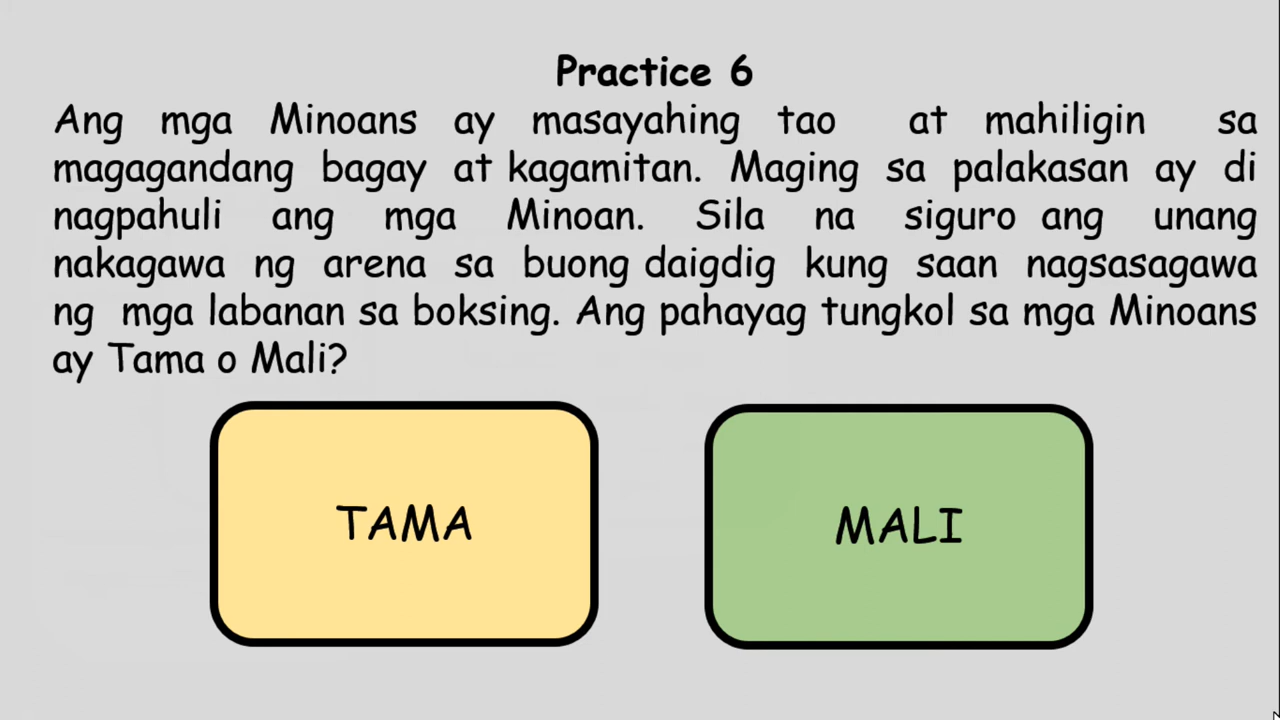 Practice 6
Ang mga Minoans ay masayahing tao at mahiligin sa
magagandang bagay at kagamitan. Maging sa palakasan ay di
nagpahuli ang mga Minoan. Sila na siguro ang unang
nakagawa ng arena sa buong daigdig kung saan nagsasagawa
ng mga labanan sa boksing. Ang pahayag tungkol sa mga Minoans
ay Tama o Mali?
TAMA
MALI